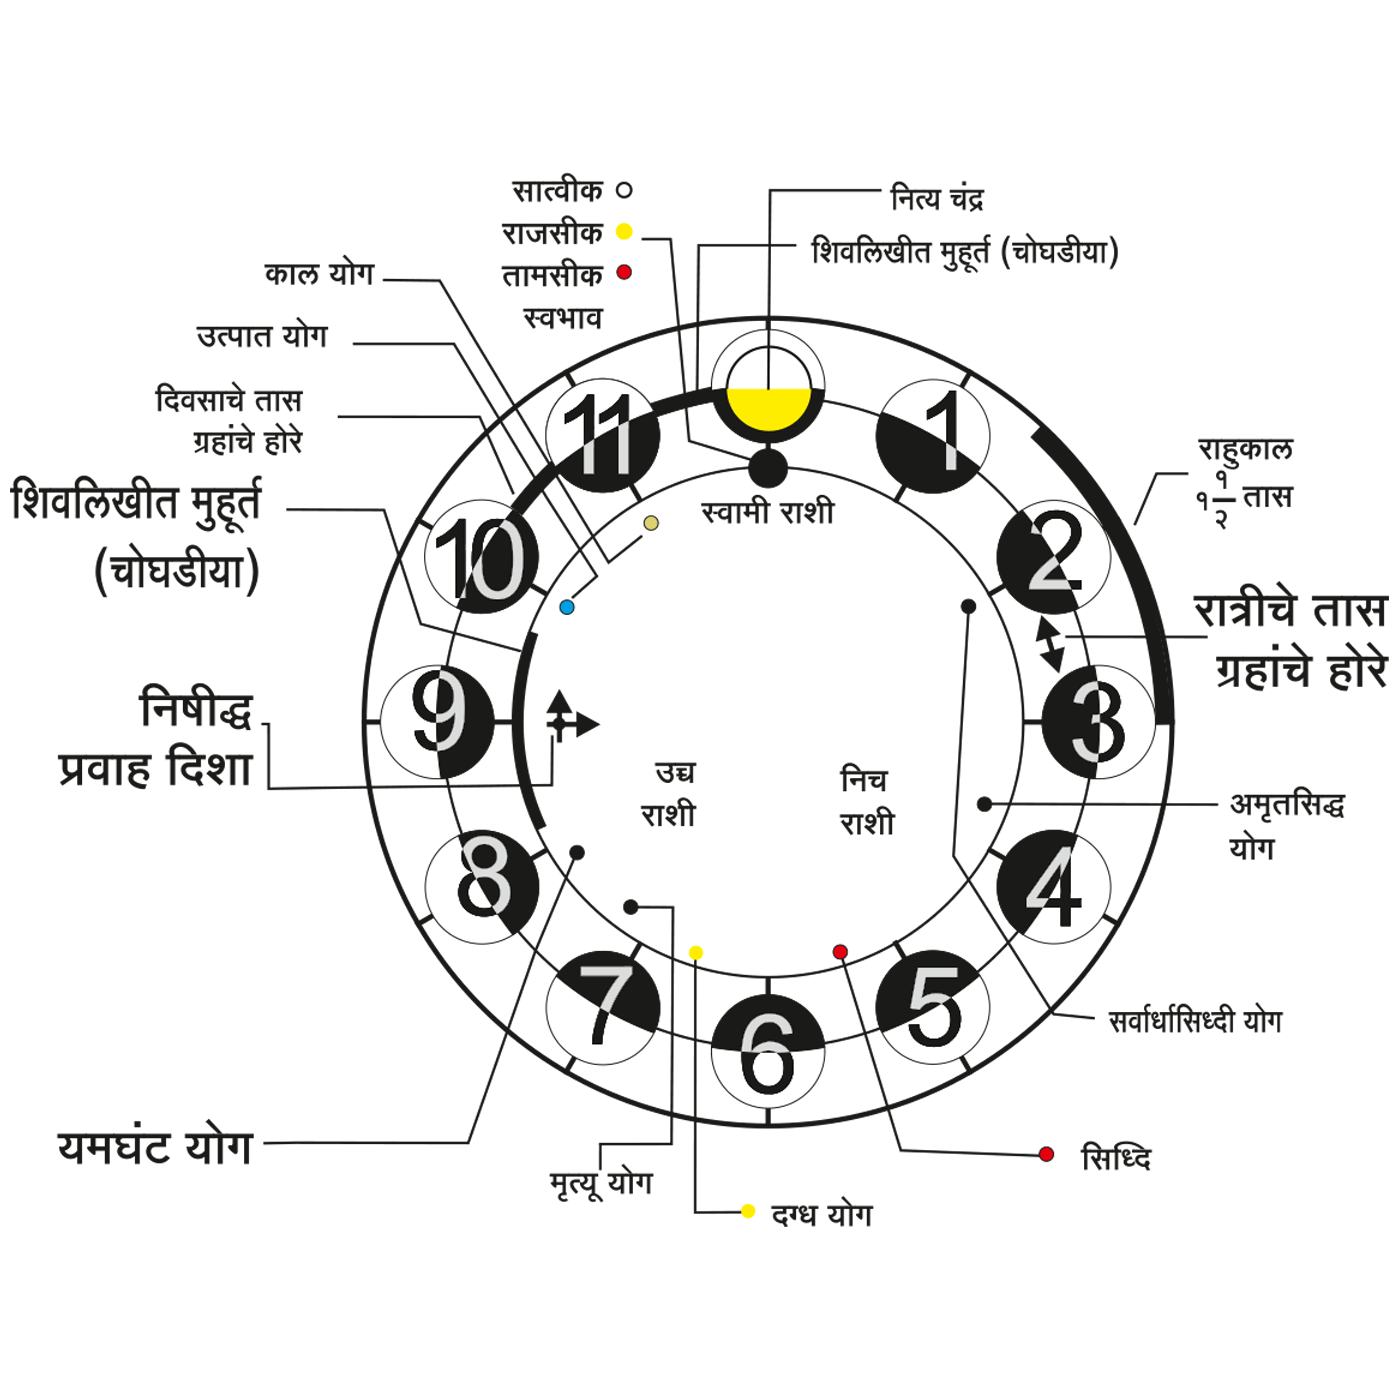 सात्वीक
राजसीक
तामसीक
स्वभाव
नित्य चंद्र
शिवलिखीत मुहूर्त (चोघडीया)
काल योग
उत्पात योग
दिवसाचे तास
ग्रहांचे होरे
शिवलिखीत मुहूर्त
(चोघडीया)
राहुकाल
१ १/२ तास
रात्रीचे तास
ग्रहांचे होरे
स्वामी राशी
निषीद्ध
प्रवाह दिशा
उच्च
राशी
निच
राशी
अमृतसिद्ध
योग
सर्वार्धासिध्दी योग
यमघंट योग
मृत्यू योग
दग्ध योग
सिध्दि
1
2
3
4
5
6
7
8
9
10
11